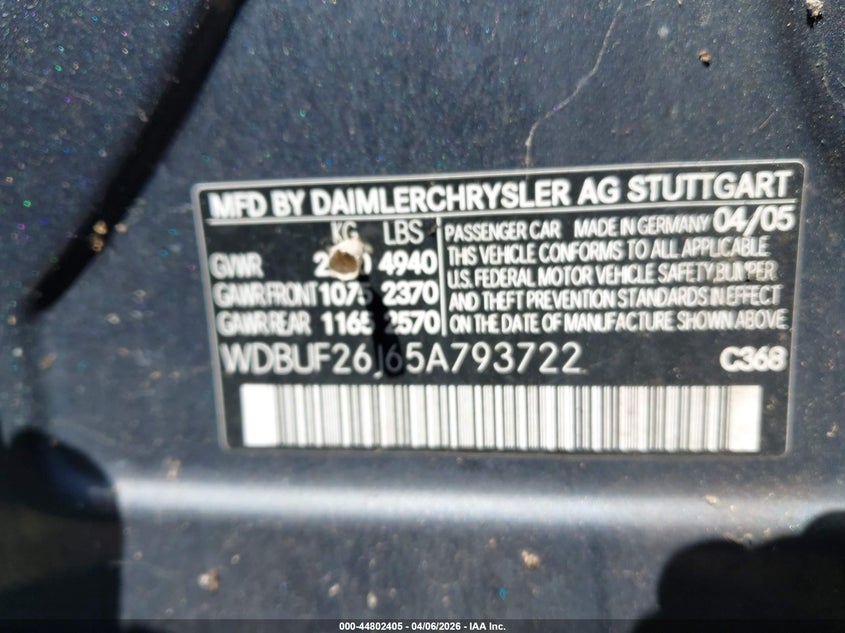 MFD BY DAIMLERCHRYSLER AG STUTTGART
KG LBS
GVWR 4940
GAWR FRONT 1075 2370
GAWR REAR 1165 2570
PASSENGER CAR MADE IN GERMANY 04/05
THIS VEHICLE CONFORMS TO ALL APPLICABLE
U.S. FEDERAL MOTOR VEHICLE SAFETY BUMPER
AND THEFT PREVENTION STANDARDS IN EFFECT
ON THE DATE OF MANUFACTURE SHOWN ABOVE
WDBUF26J65A793722 C368
000-44802405 - 04/06/2026 - IAA Inc.